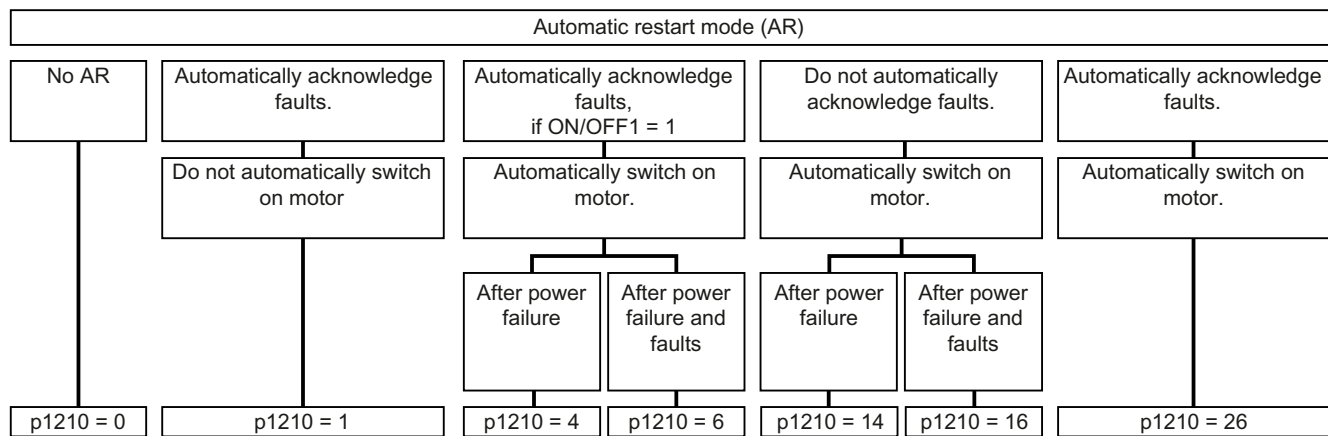 Automatic restart mode (AR)
No AR
Automatically acknowledge
faults.
Automatically acknowledge
faults,
if ON/OFF1 = 1
Do not automatically
acknowledge faults.
Automatically acknowledge
faults.
Do not automatically switch
on motor
Automatically switch on
motor.
Automatically switch on
motor.
Automatically switch on
motor.
After power
failure
After power
failure and
faults
After power
failure
After power
failure and
faults
p1210 = 0
p1210 = 1
p1210 = 4
p1210 = 6
p1210 = 14
p1210 = 16
p1210 = 26